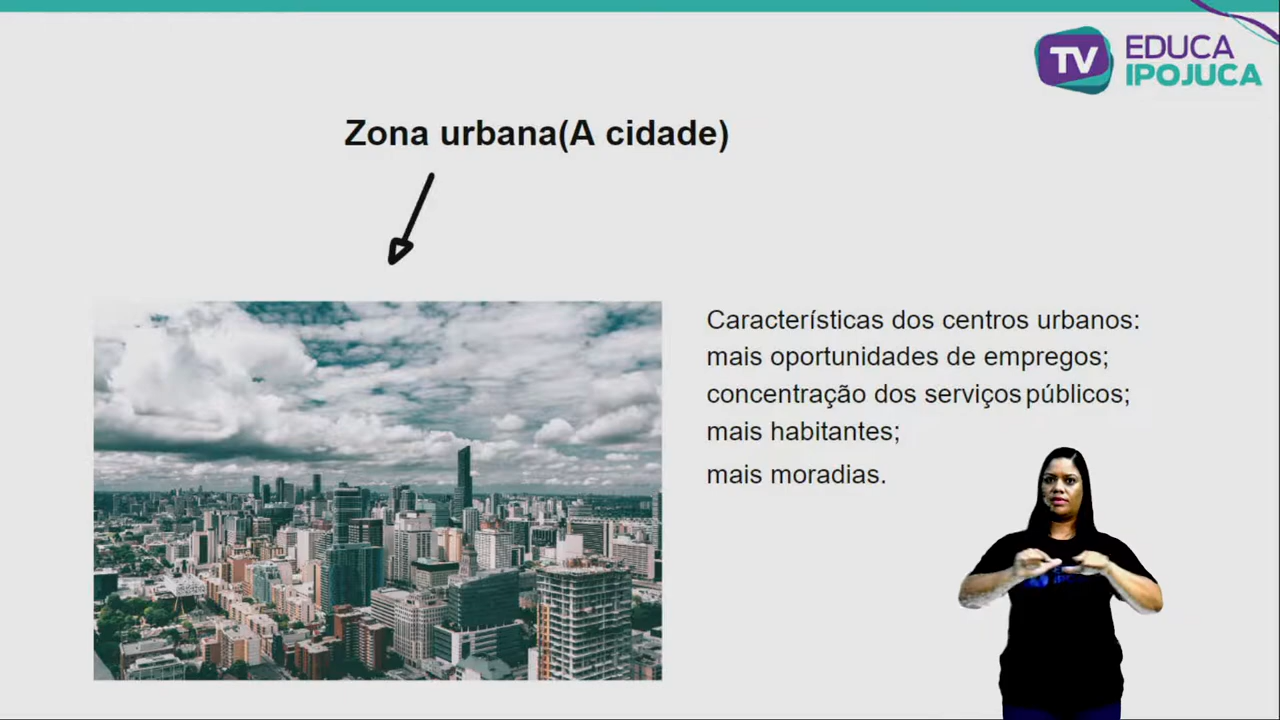 TV EDUCA
IPOJUCA
Zona urbana(A cidade)
Características dos centros urbanos:
mais oportunidades de empregos;
concentração dos serviços públicos;
mais habitantes;
mais moradias.